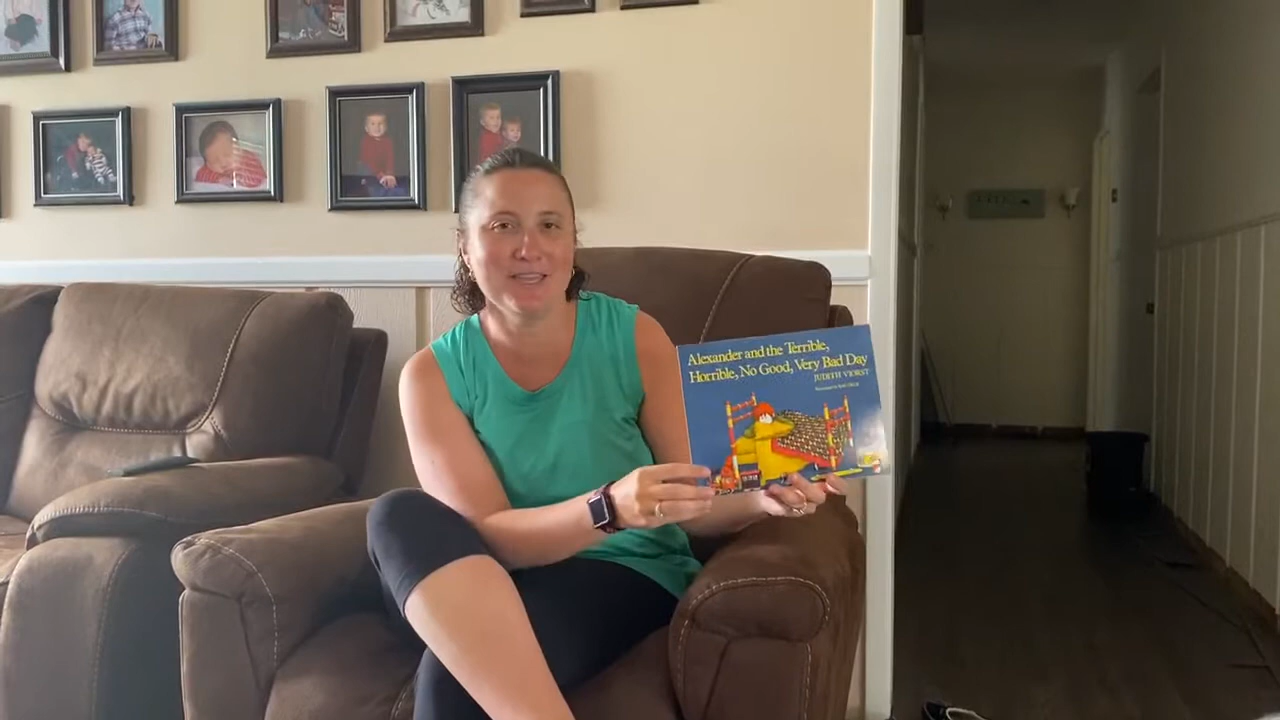 Alexander and the Terrible,
Horrible, No Good, Very Bad Day
JUDITH VIORST